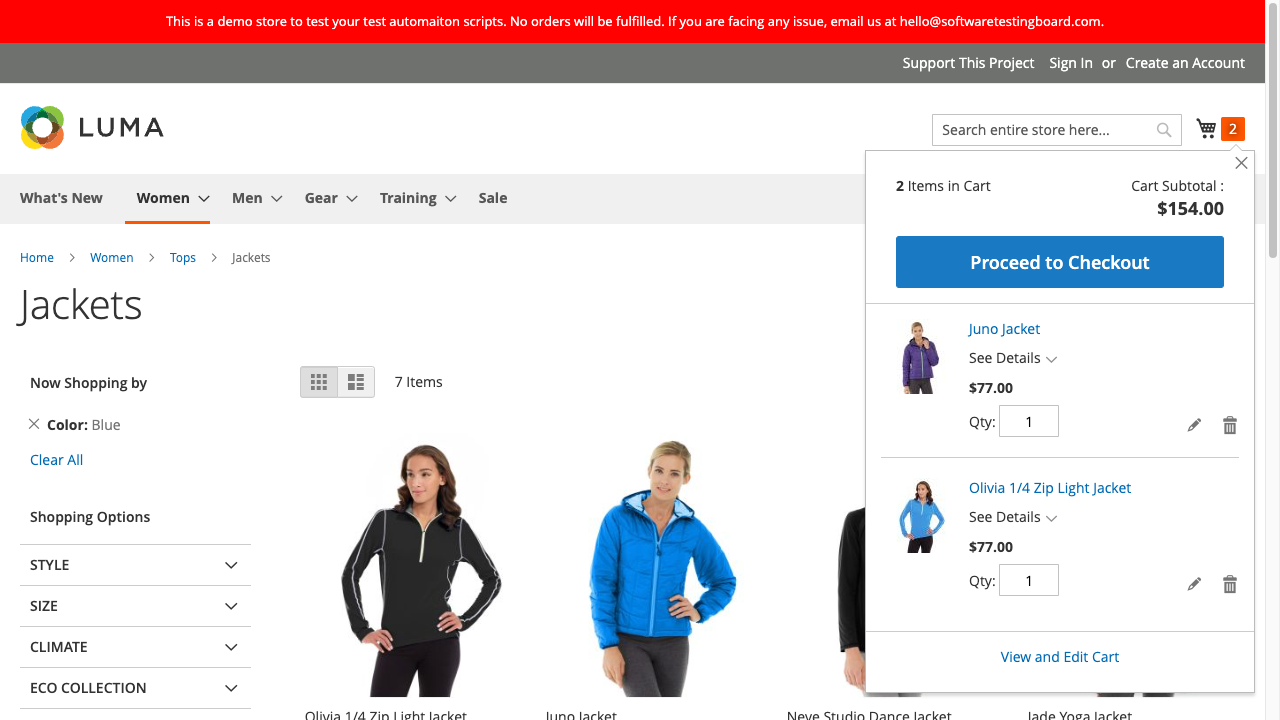 This is a demo store to test your test automaiton scripts. No orders will be fulfilled. If you are facing any issue, email us at hello@softwaretestingboard.com.
Support This Project Sign In or Create an Account
LUMA
Search entire store here...
2
What's New Women Men Gear Training Sale
2 Items in Cart
Cart Subtotal :
$154.00
Proceed to Checkout
Juno Jacket
See Details
$77.00
Qty: 1
Olivia 1/4 Zip Light Jacket
See Details
$77.00
Qty: 1
View and Edit Cart
Home Women Tops Jackets
Jackets
Now Shopping by
Color: Blue
Clear All
Shopping Options
STYLE
SIZE
CLIMATE
ECO COLLECTION
7 Items
Olivia 1/4 Zip Light Jacket
Juno Jacket
Neve Studio Dance Jacket
Jade Yoga Jacket